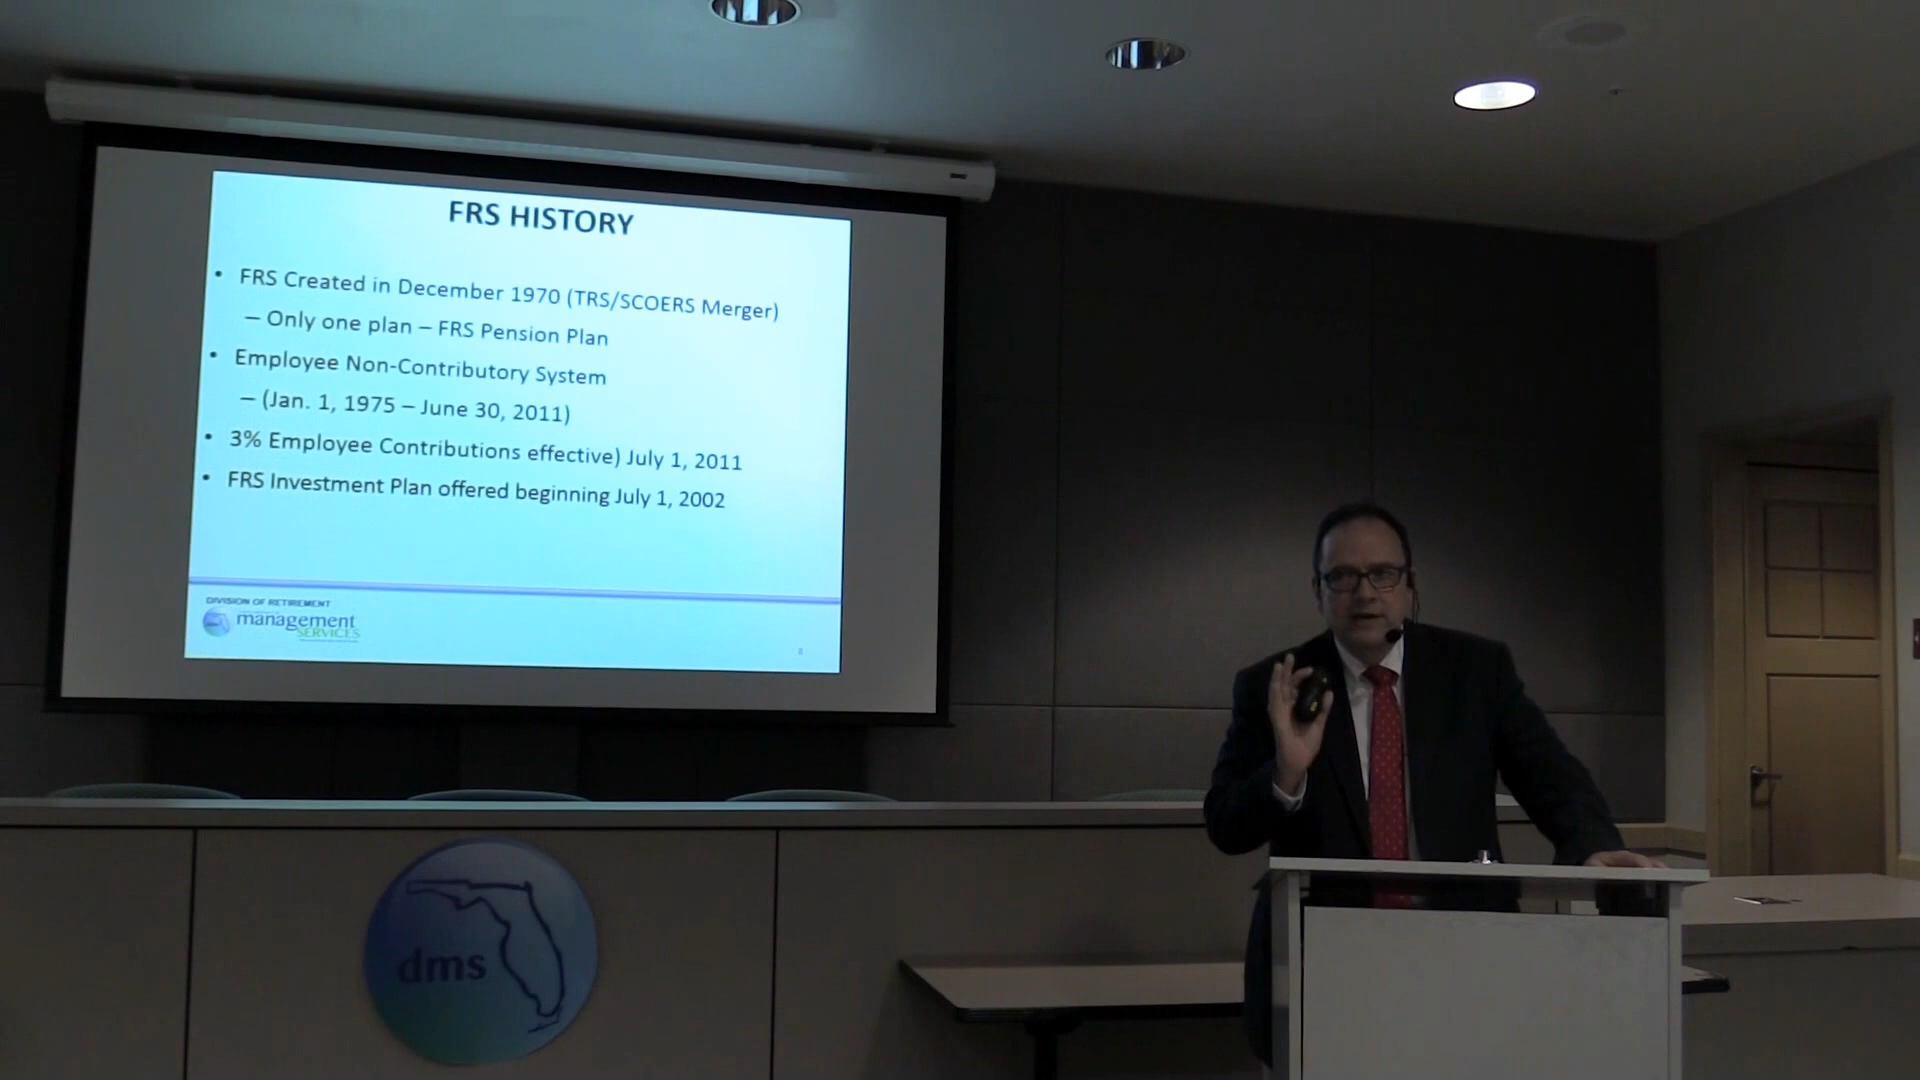 FRS HISTORY
• FRS Created in December 1970 (TRS/SCOERS Merger)
– Only one plan – FRS Pension Plan
• Employee Non-Contributory System
– (Jan. 1, 1975 – June 30, 2011)
• 3% Employee Contributions effective) July 1, 2011
• FRS Investment Plan offered beginning July 1, 2002
DIVISION OF RETIREMENT
management
SERVICES
8
dms